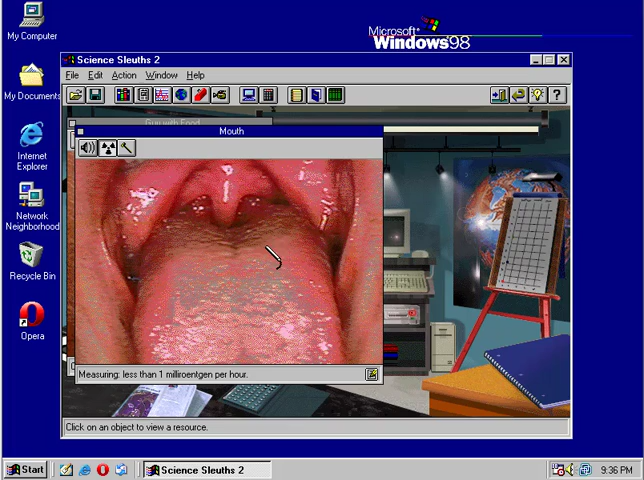 My Computer
Microsoft
Windows 98
Science Sleuths 2
File Edit Action Window Help
My Documents
Mouth
Internet
Explorer
Network
Neighborhood
Recycle Bin
Opera
Measuring: less than 1 milliroentgen per hour.
Click on an object to view a resource.
Start
Science Sleuths 2
9:36 PM